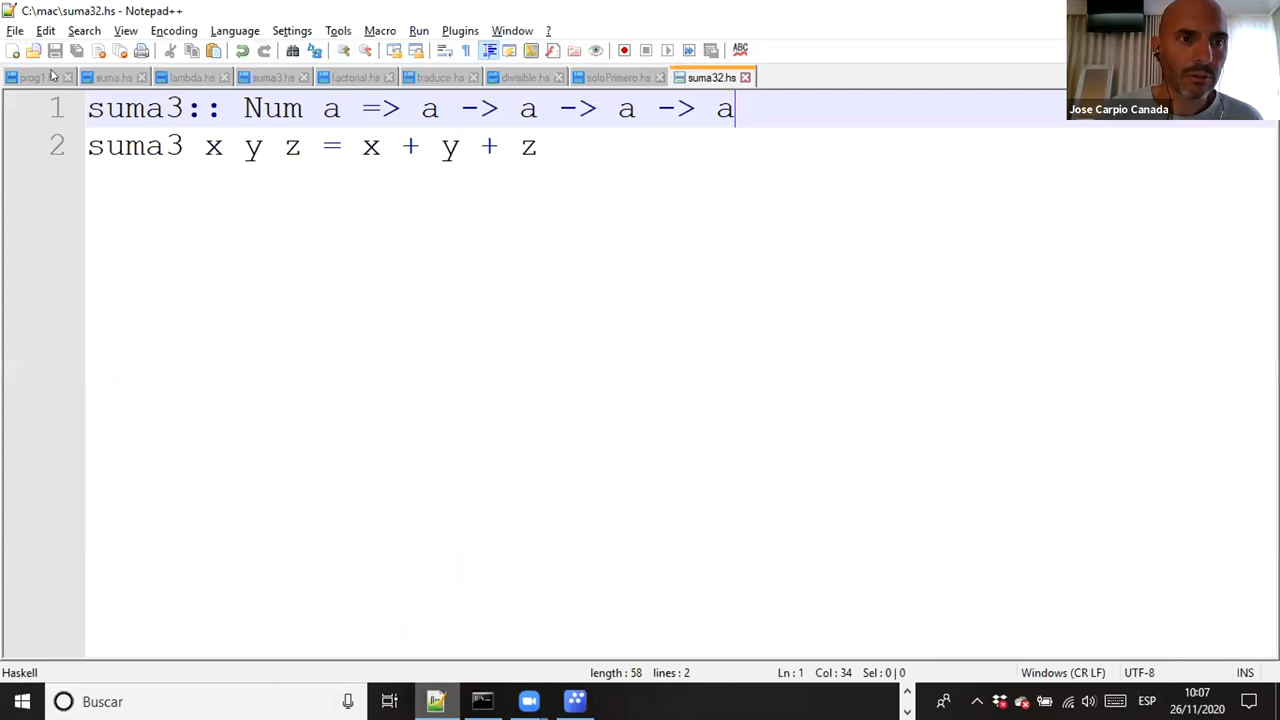 C:\mac\suma32.hs - Notepad++
File Edit Search View Encoding Language Settings Tools Macro Run Plugins Window ?
suma.hs lambda.hs suma3.hs factorial.hs traduce.hs divisible.hs soloPrimero.hs suma32.hs
1 suma3:: Num a => a -> a -> a -> a
2 suma3 x y z = x + y + z
Jose Carpio Canada
Haskell length : 58 lines : 2 Ln : 1 Col : 34 Sel : 0 | 0 Windows (CR LF) UTF-8 INS
Buscar ESP 10:07
26/11/2020